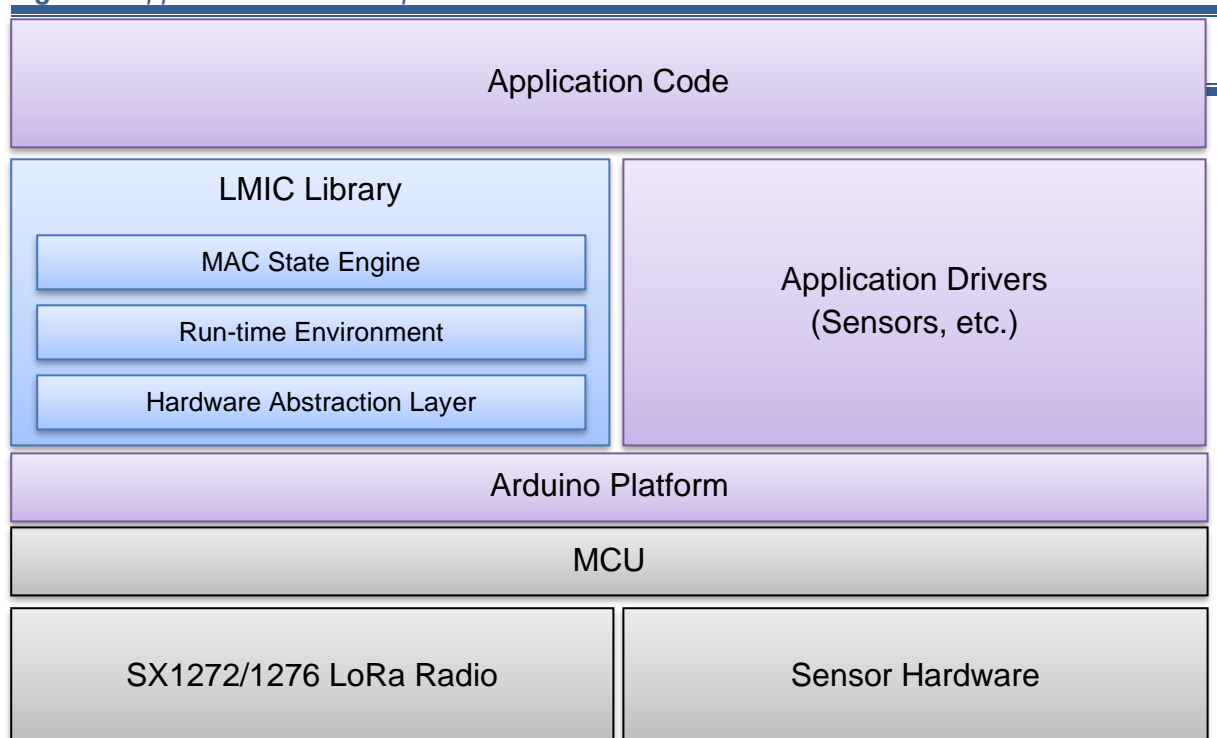 Application Code
LMIC Library
MAC State Engine
Run-time Environment
Hardware Abstraction Layer
Application Drivers
(Sensors, etc.)
Arduino Platform
MCU
SX1272/1276 LoRa Radio
Sensor Hardware